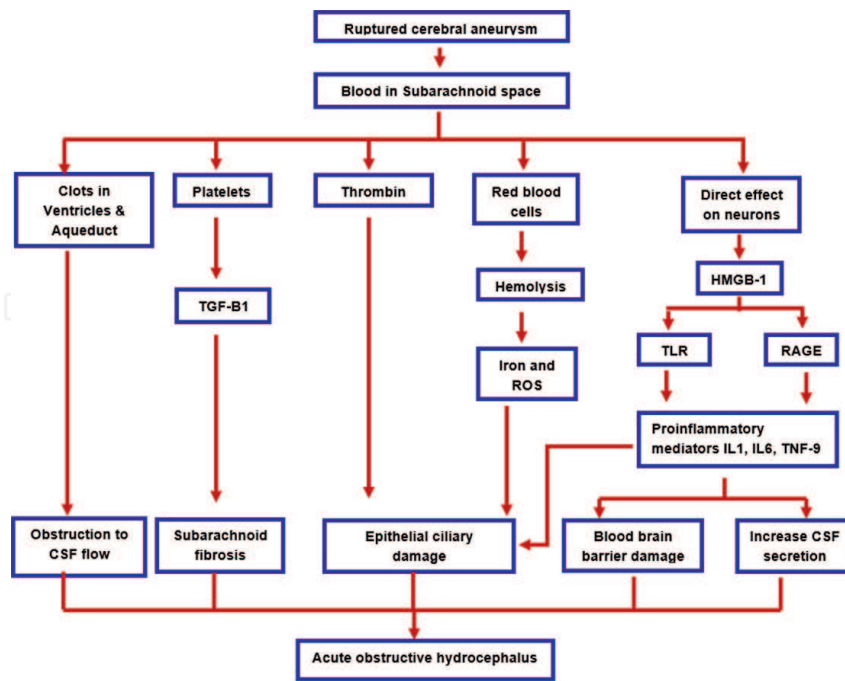 Ruptured cerebral aneurysm
Blood in Subarachnoid space
Clots in
Ventricles &
Aqueduct
Platelets
Thrombin
Red blood
cells
Direct effect
on neurons
TGF-B1
Hemolysis
HMGB-1
Iron and
ROS
TLR
RAGE
Proinflammatory
mediators IL1, IL6, TNF-9
Obstruction to
CSF flow
Subarachnoid
fibrosis
Epithelial ciliary
damage
Blood brain
barrier damage
Increase CSF
secretion
Acute obstructive hydrocephalus